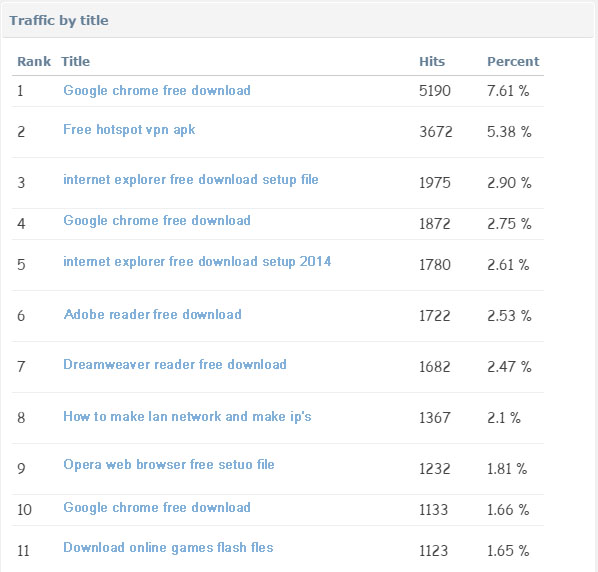 Traffic by title
Rank Title Hits Percent
1 Google chrome free download 5190 7.61 %
2 Free hotspot vpn apk 3672 5.38 %
3 internet explorer free download setup file 1975 2.90 %
4 Google chrome free download 1872 2.75 %
5 internet explorer free download setup 2014 1780 2.61 %
6 Adobe reader free download 1722 2.53 %
7 Dreamweaver reader free download 1682 2.47 %
8 How to make lan network and make ip's 1367 2.1 %
9 Opera web browser free setuo file 1232 1.81 %
10 Google chrome free download 1133 1.66 %
11 Download online games flash fles 1123 1.65 %